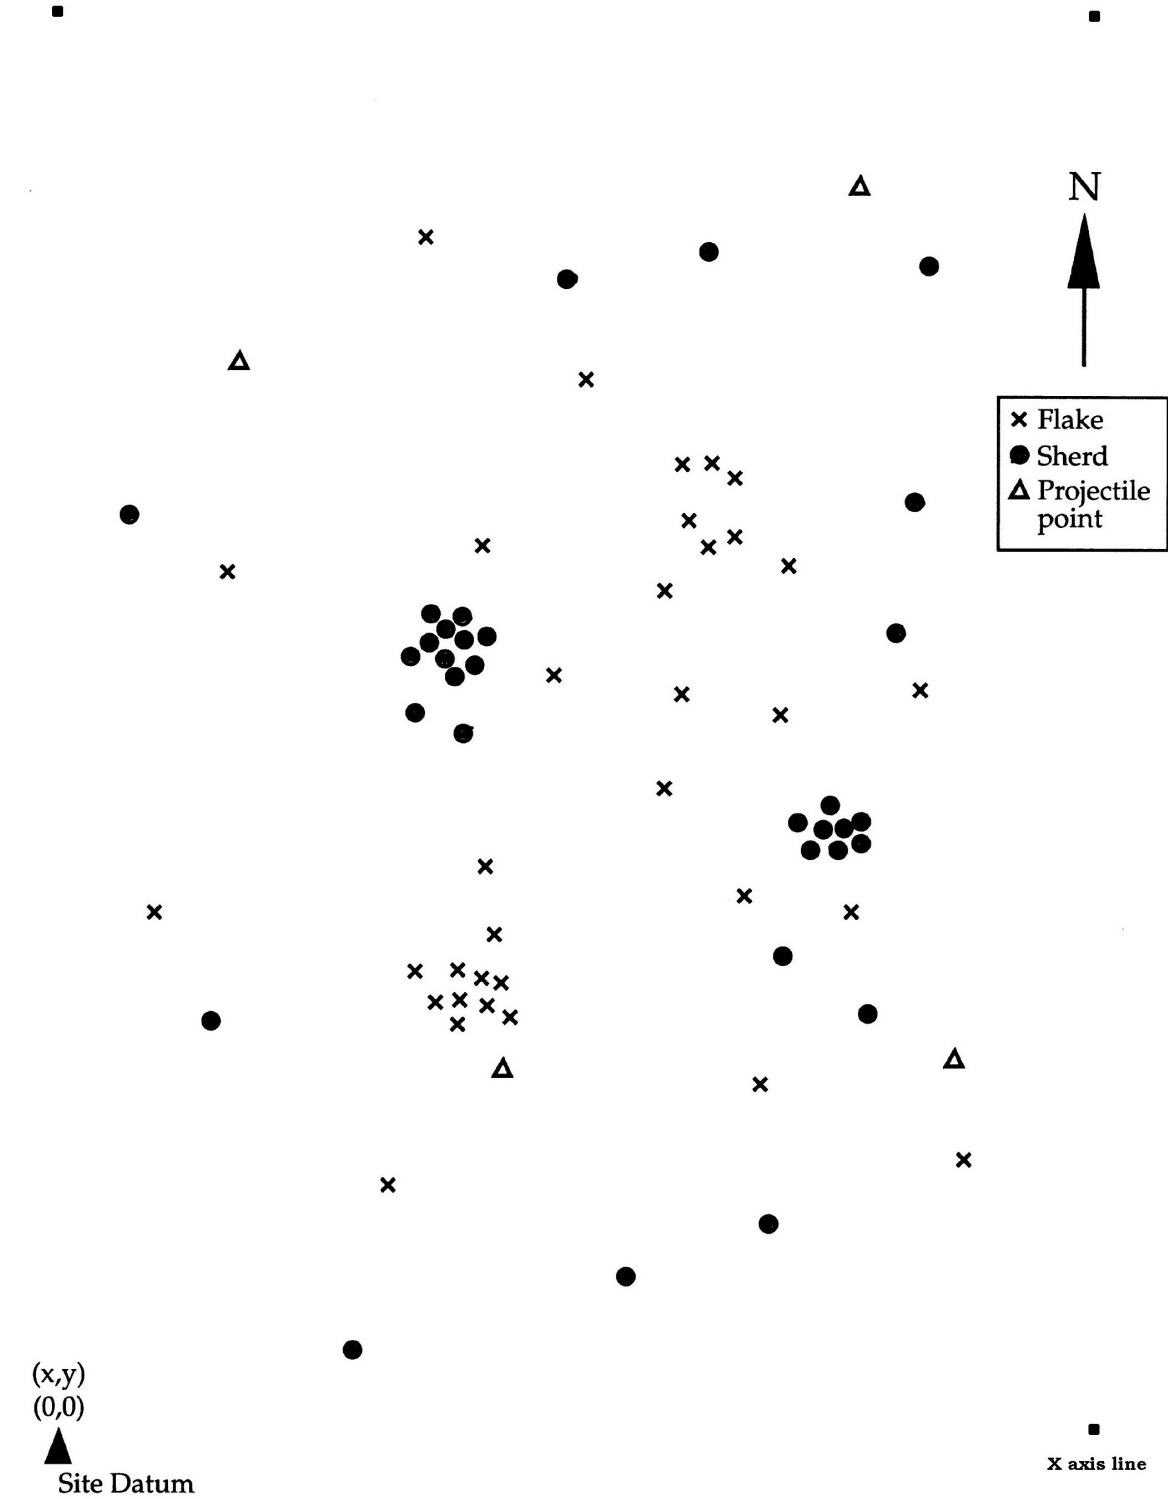 N
Flake
Sherd
Projectile
point
(x,y)
(0,0)
X axis line
Site Datum